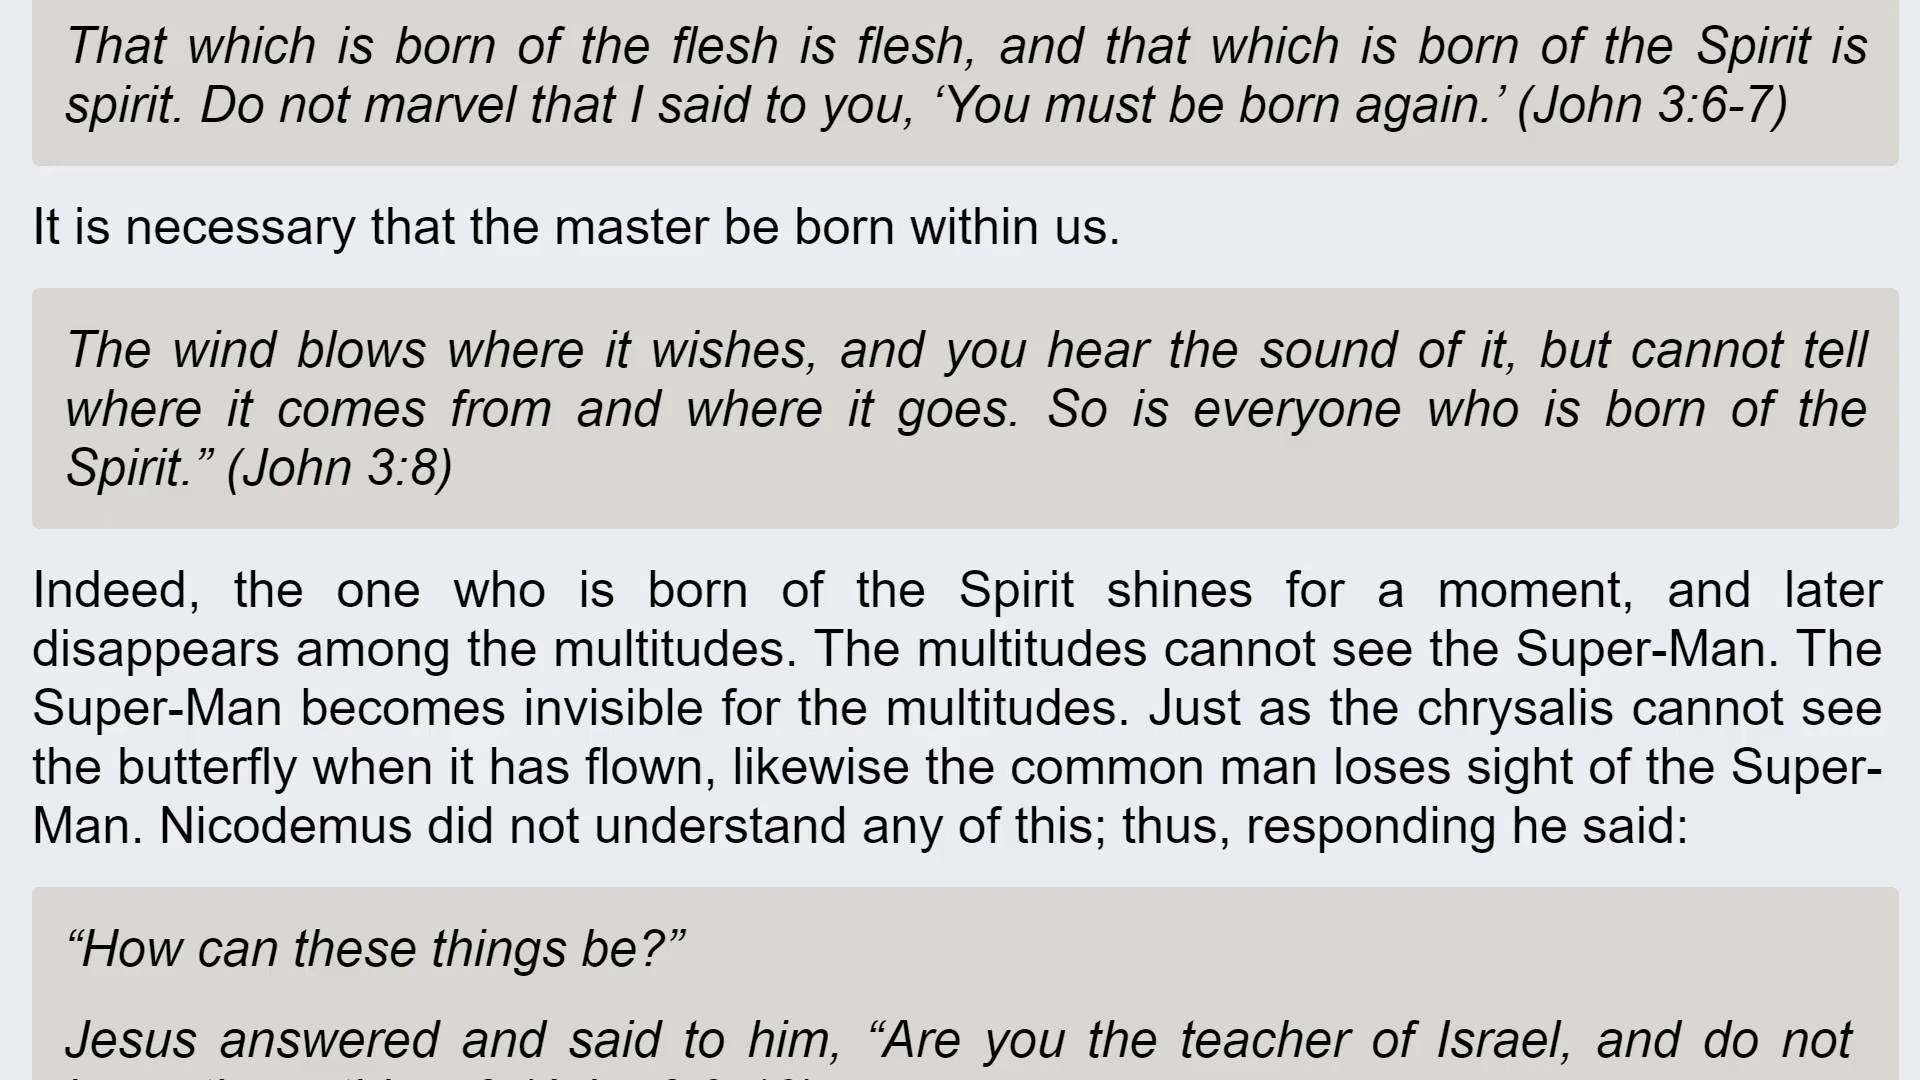 That which is born of the flesh is flesh, and that which is born of the Spirit is
spirit. Do not marvel that I said to you, ‘You must be born again.’ (John 3:6-7)
It is necessary that the master be born within us.
The wind blows where it wishes, and you hear the sound of it, but cannot tell
where it comes from and where it goes. So is everyone who is born of the
Spirit.” (John 3:8)
Indeed, the one who is born of the Spirit shines for a moment, and later
disappears among the multitudes. The multitudes cannot see the Super-Man. The
Super-Man becomes invisible for the multitudes. Just as the chrysalis cannot see
the butterfly when it has flown, likewise the common man loses sight of the Super-
Man. Nicodemus did not understand any of this; thus, responding he said:
“How can these things be?”
Jesus answered and said to him, “Are you the teacher of Israel, and do not